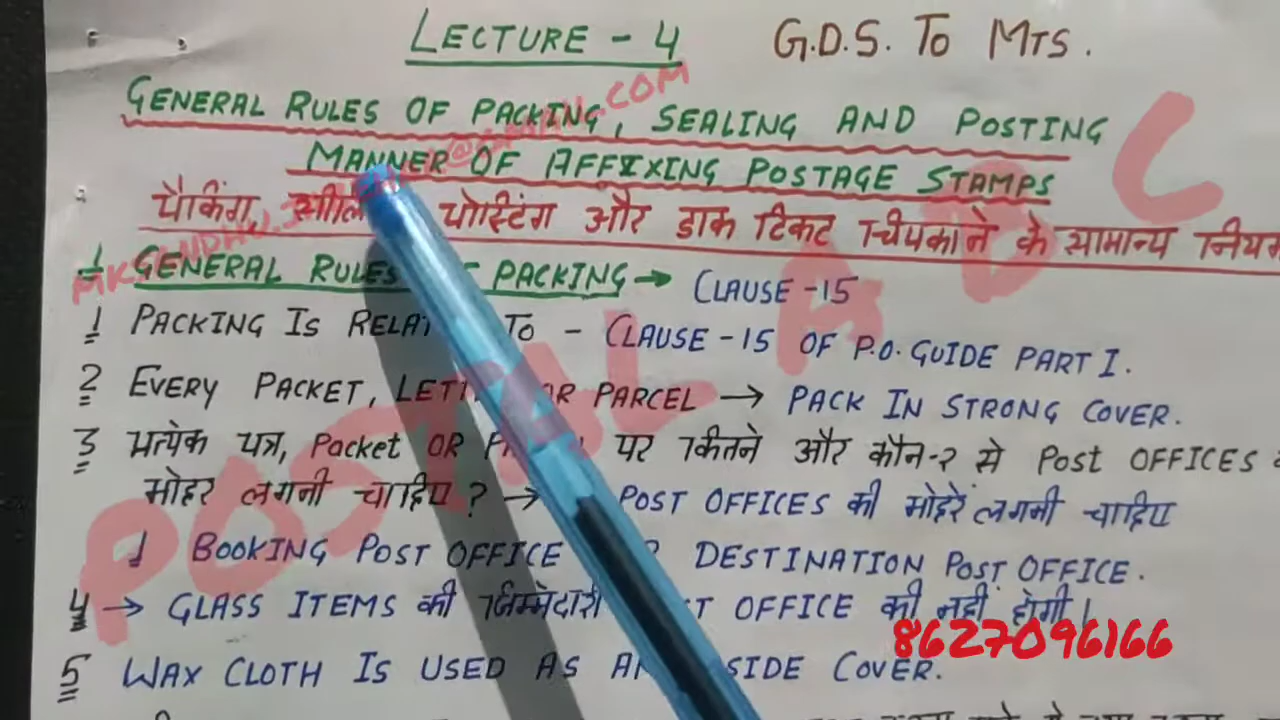 LECTURE - 4 G.D.S. TO MTS.
GENERAL RULES OF PACKING, SEALING AND POSTING
MANNER OF AFFIXING POSTAGE STAMPS
पैकिंग, पोस्टिंग और डाक टिकट चिपकाने के सामान्य नियम
1 GENERAL RULES PACKING → CLAUSE-15
1 PACKING IS TO - CLAUSE-15 OF P.O. GUIDE PART I.
2 EVERY PACKET, OR PARCEL → PACK IN STRONG COVER.
3 प्रत्येक पत्र, Packet OR पर कितने और कौन-२ से POST OFFICES
मोहर लगनी चाहिए ? → POST OFFICES की मोहरें लगनी चाहिए
1 BOOKING POST OFFICE DESTINATION POST OFFICE.
4 → GLASS ITEMS की जिम्मेदारी OFFICE की नहीं होगी।
8627096166
5 WAX CLOTH IS USED AS COVER.
POSTAL ADC